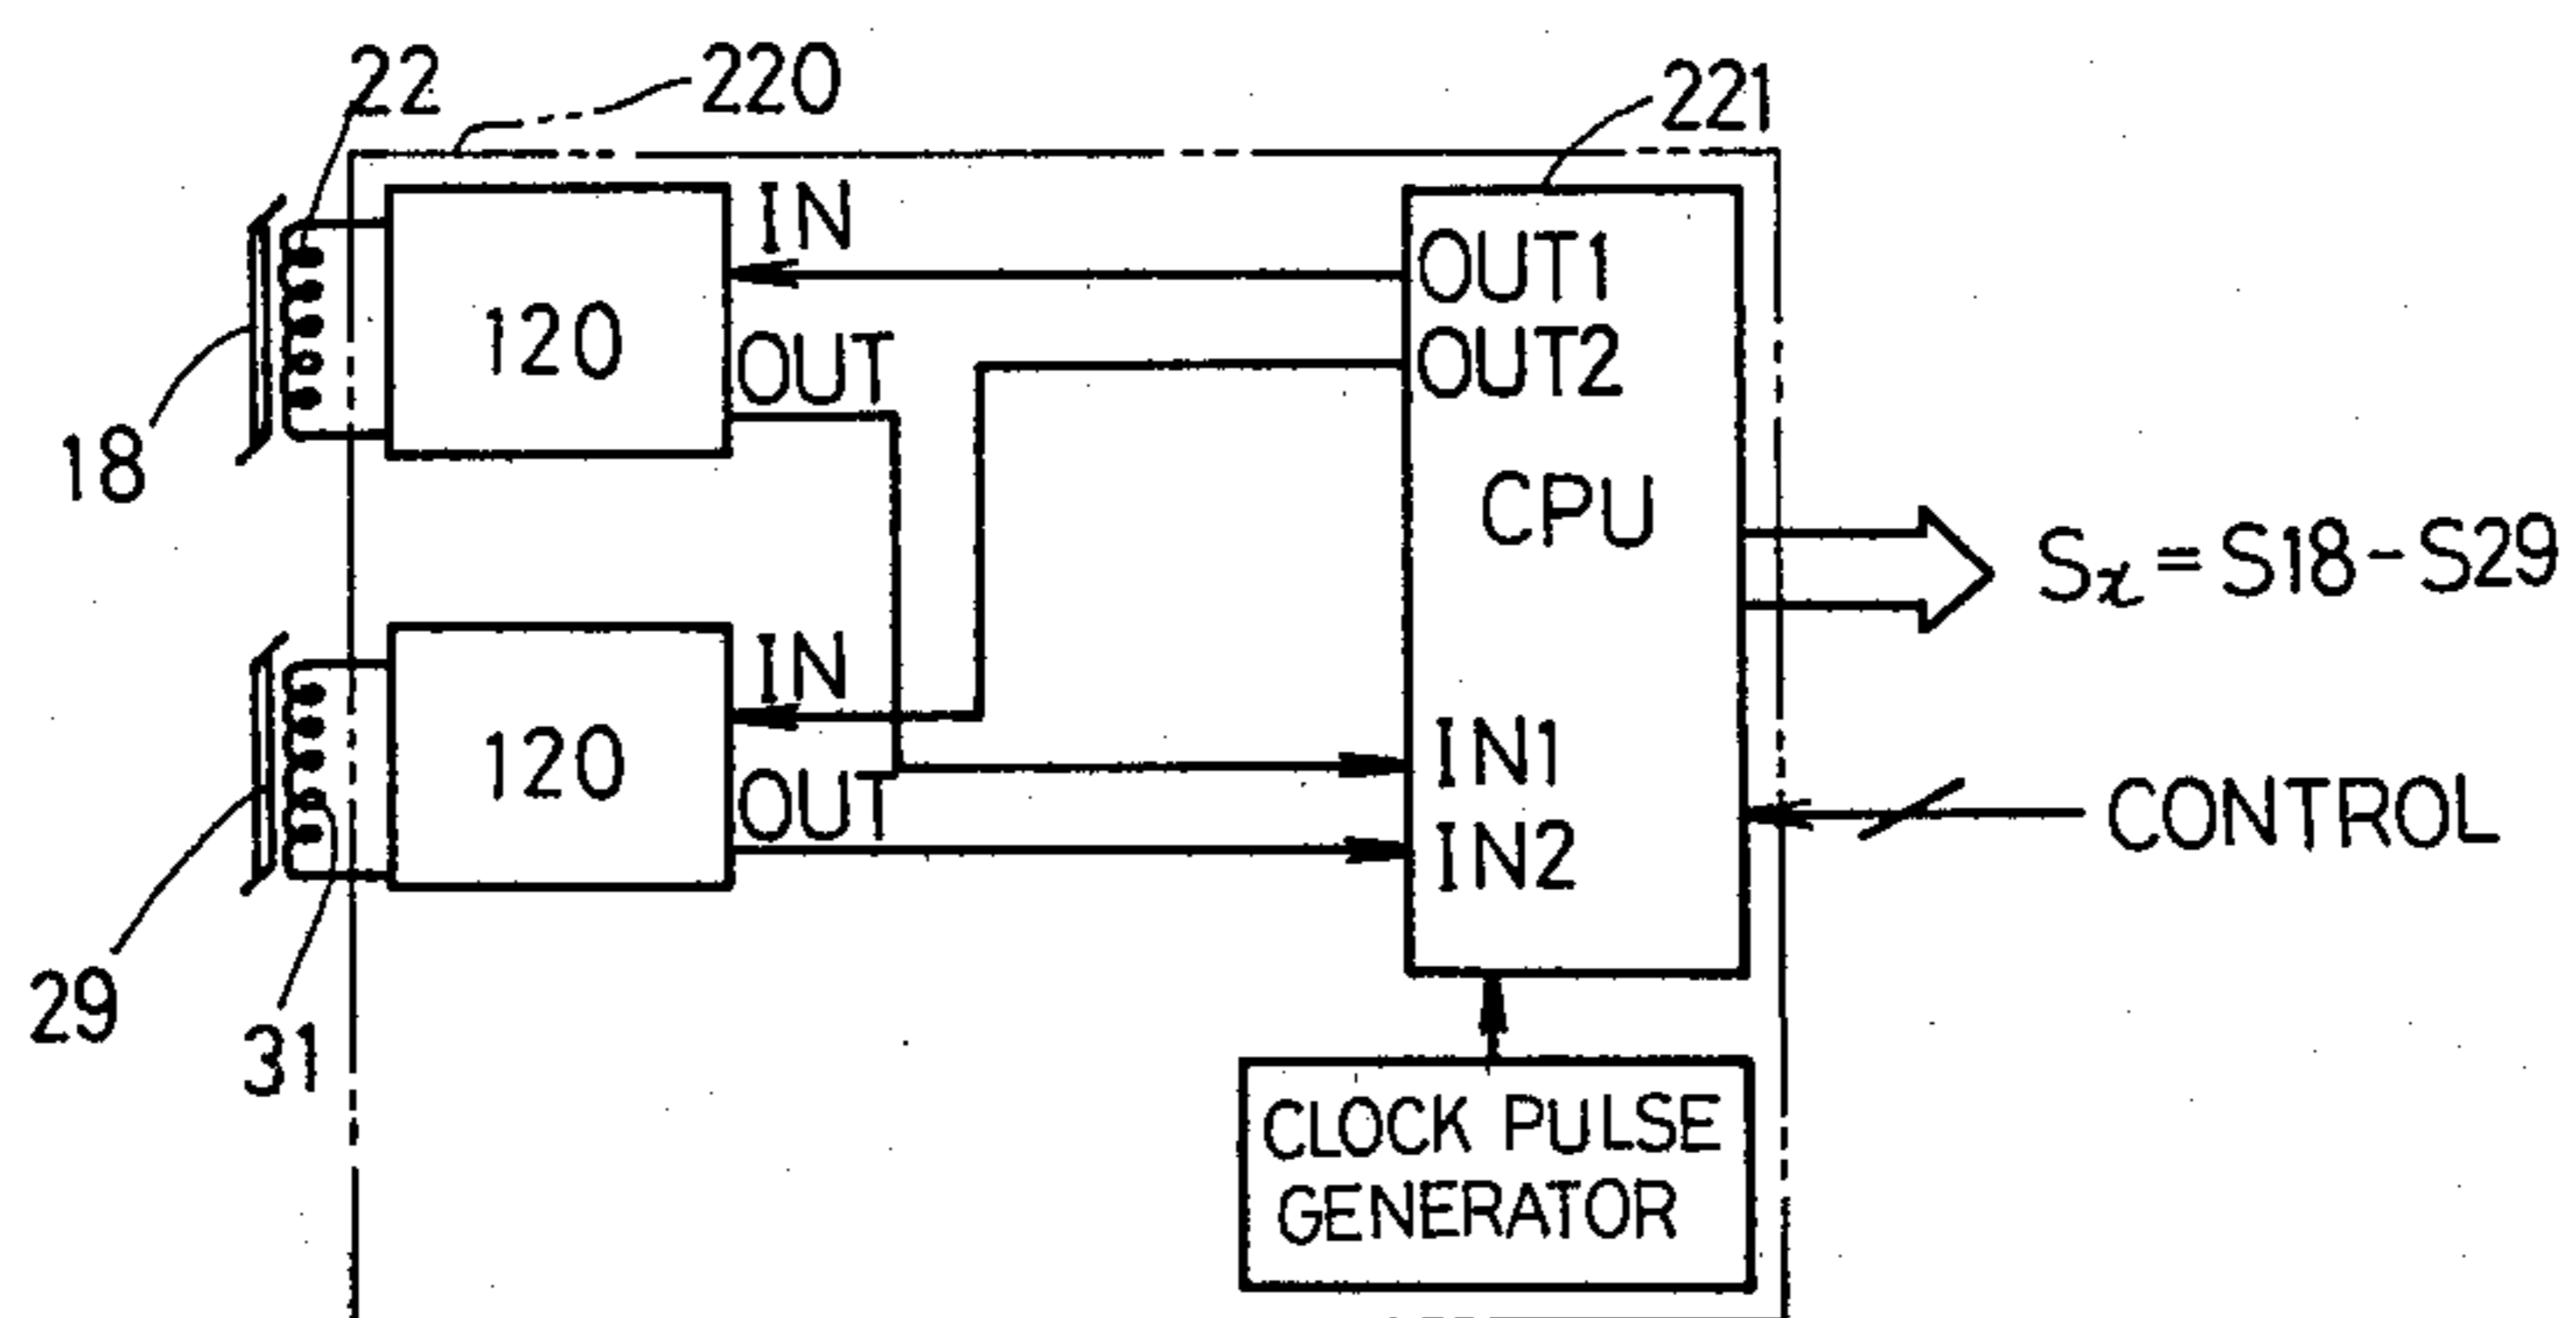 22
220
221
IN
OUT1
120
OUT
OUT2
18
CPU
Sx = S18 - S29
IN
IN1
120
OUT
CONTROL
IN2
29
31
CLOCK PULSE
GENERATOR